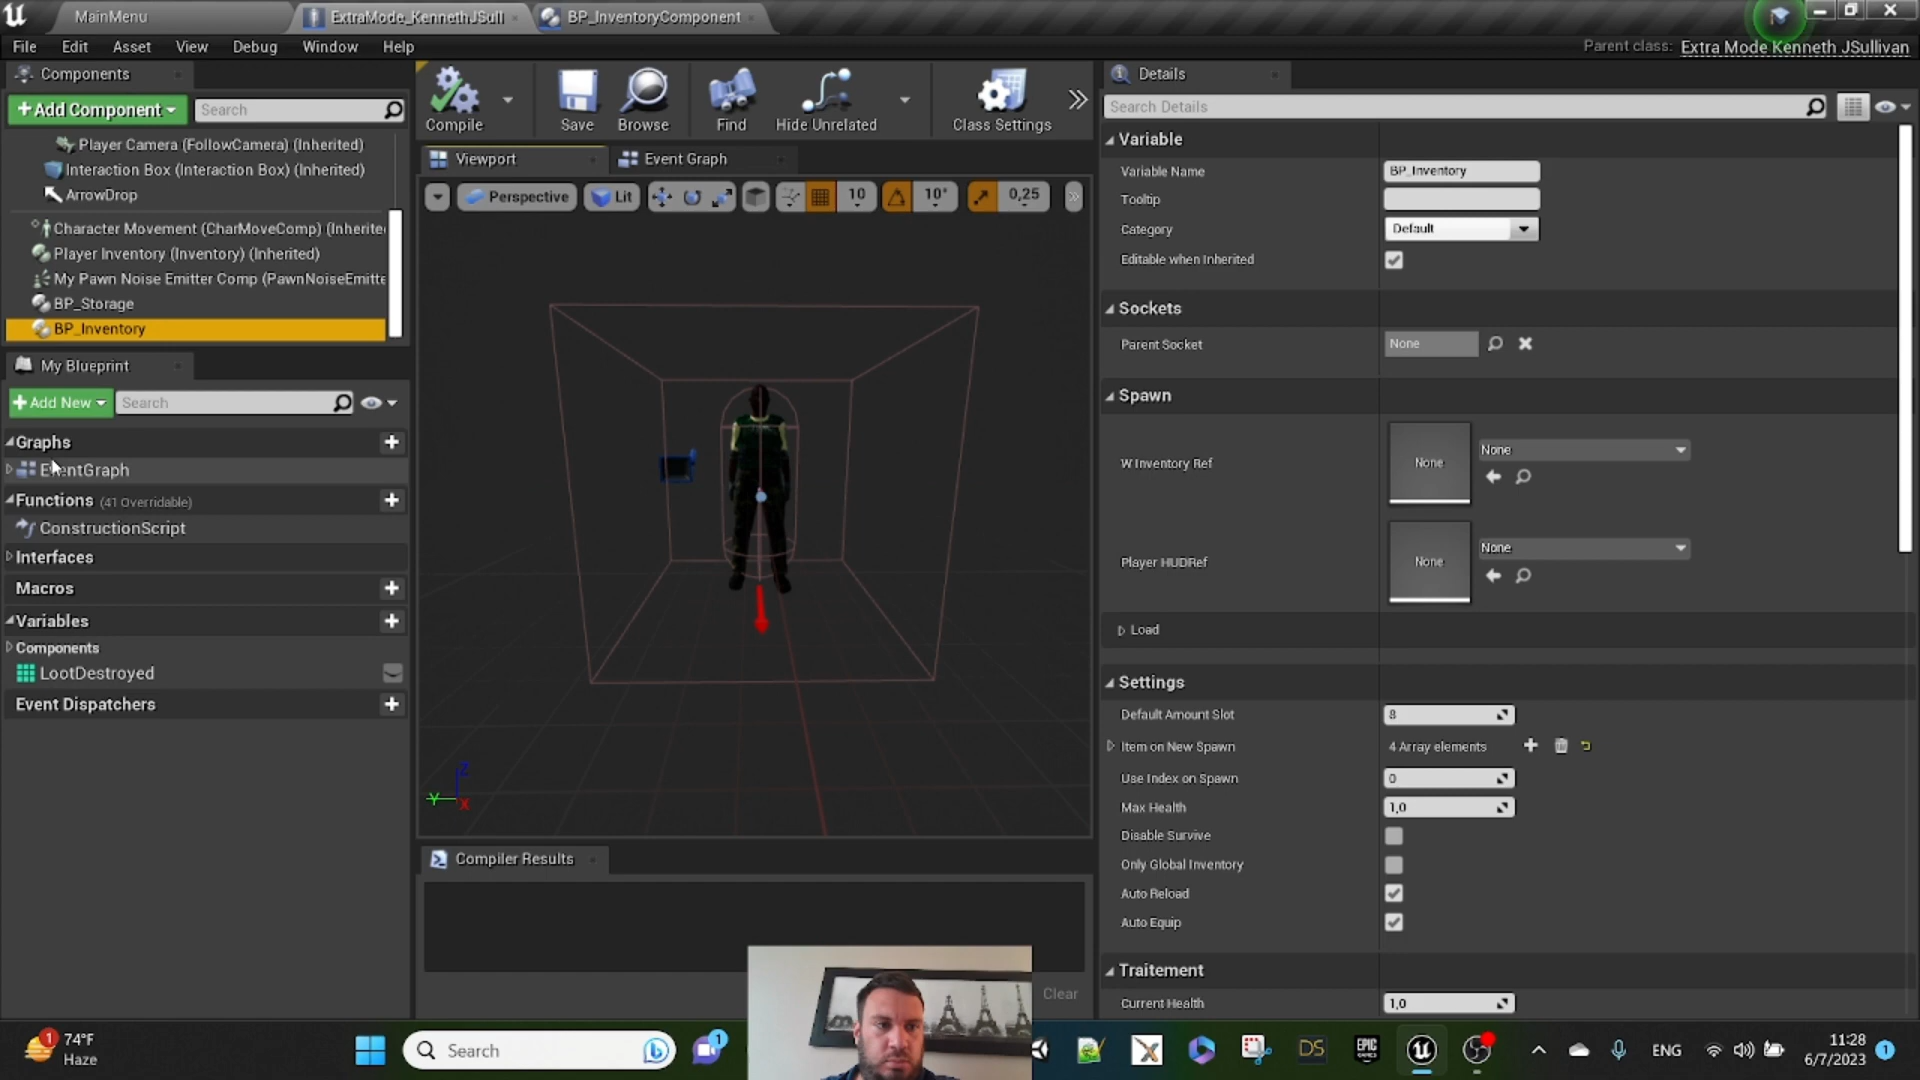 MainMenu
ExtraMode_KennethJSull
BP_InventoryComponent
File
Edit
Asset
View
Debug
Window
Help
Parent class: Extra Mode Kenneth JSullivan
Components
+Add Component
Search
Player Camera (FollowCamera) (Inherited)
Interaction Box (Interaction Box) (Inherited)
ArrowDrop
Character Movement (CharMoveComp) (Inherite
Player Inventory (Inventory) (Inherited)
My Pawn Noise Emitter Comp (PawnNoiseEmitte
BP_Storage
BP_Inventory
My Blueprint
+Add New
Search
Graphs
EventGraph
Functions (41 Overridable)
ConstructionScript
Interfaces
Macros
Variables
Components
LootDestroyed
Event Dispatchers
Compile
Save
Browse
Find
Hide Unrelated
Class Settings
Viewport
Event Graph
Perspective
Lit
10
10°
0,25
Z
Y
X
Compiler Results
Clear
Details
Search Details
Variable
Variable Name
BP_Inventory
Tooltip
Category
Default
Editable when Inherited
Sockets
Parent Socket
None
Spawn
W Inventory Ref
None
None
Player HUDRef
None
None
Load
Settings
Default Amount Slot
8
Item on New Spawn
4 Array elements
Use Index on Spawn
0
Max Health
1,0
Disable Survive
Only Global Inventory
Auto Reload
Auto Equip
Traitement
Current Health
1,0
1
74°F
Haze
Search
1
DS
EPIC GAMES
ENG
11:28
6/7/2023
1